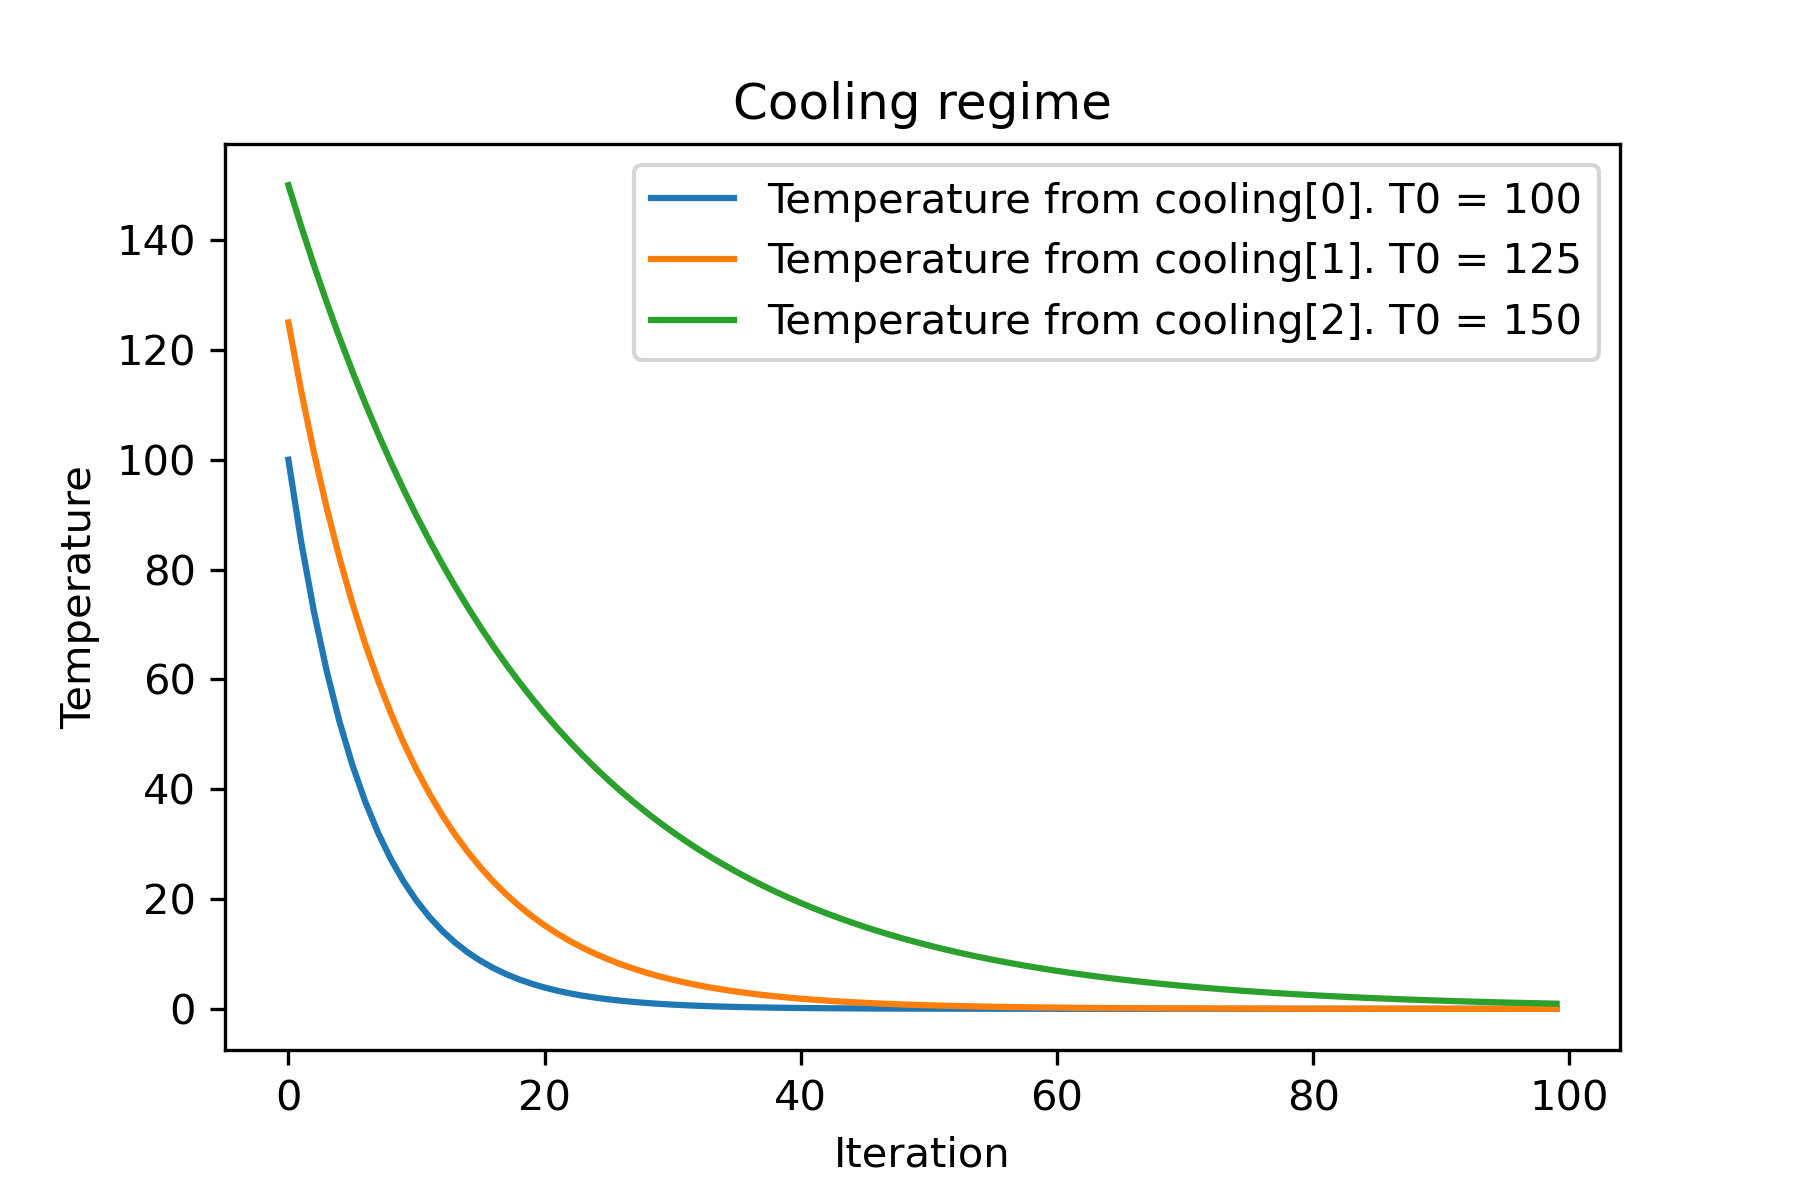 Cooling regime
Temperature from cooling[0]. T0 = 100
Temperature from cooling[1]. T0 = 125
Temperature from cooling[2]. T0 = 150
Temperature
140
120
100
80
60
40
20
0
0 20 40 60 80 100
Iteration